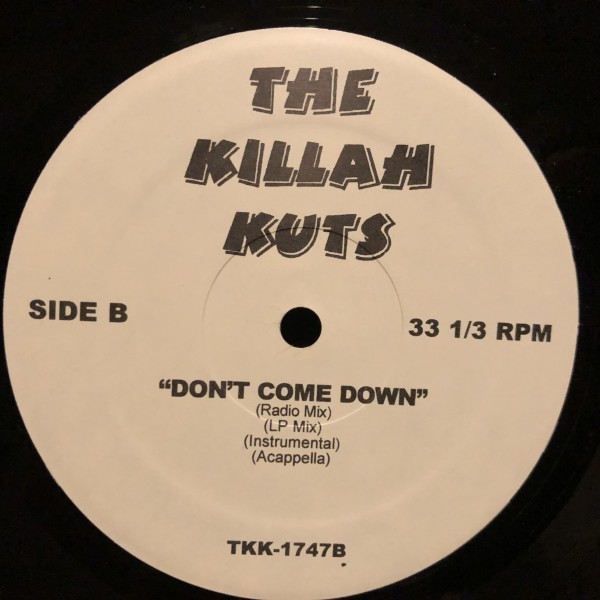 THE
KILLAH
KUTS
SIDE B
33 1/3 RPM
“DON’T COME DOWN”
(Radio Mix)
(LP Mix)
(Instrumental)
(Acappella)
TKK-1747B